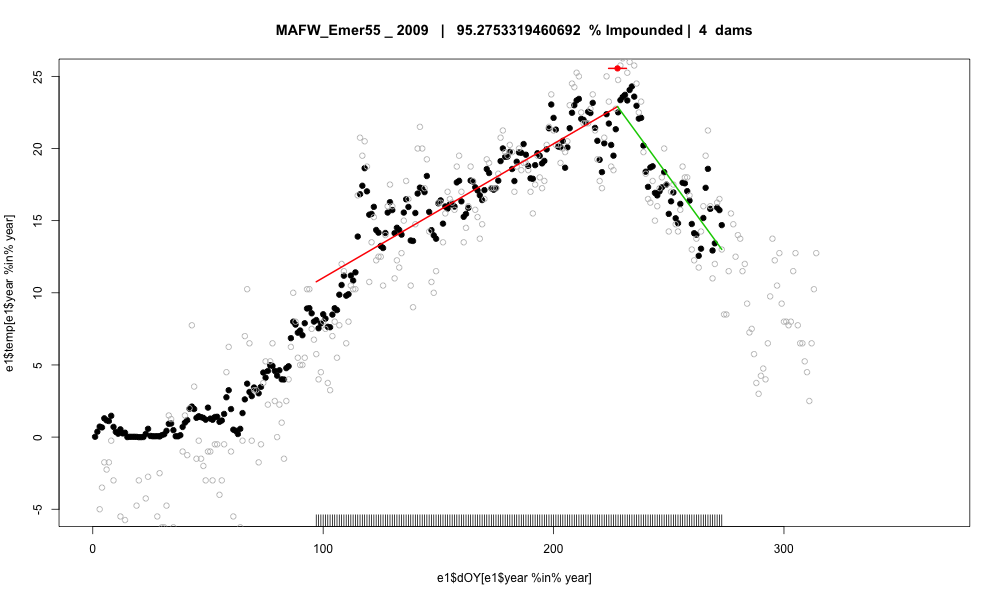 MAFW_Emer55 _ 2009 | 95.2753319460692 % Impounded | 4 dams
25
20
15
10
5
0
-5
e1$temp[e1$year %in% year]
0 100 200 300
e1$dOY[e1$year %in% year]